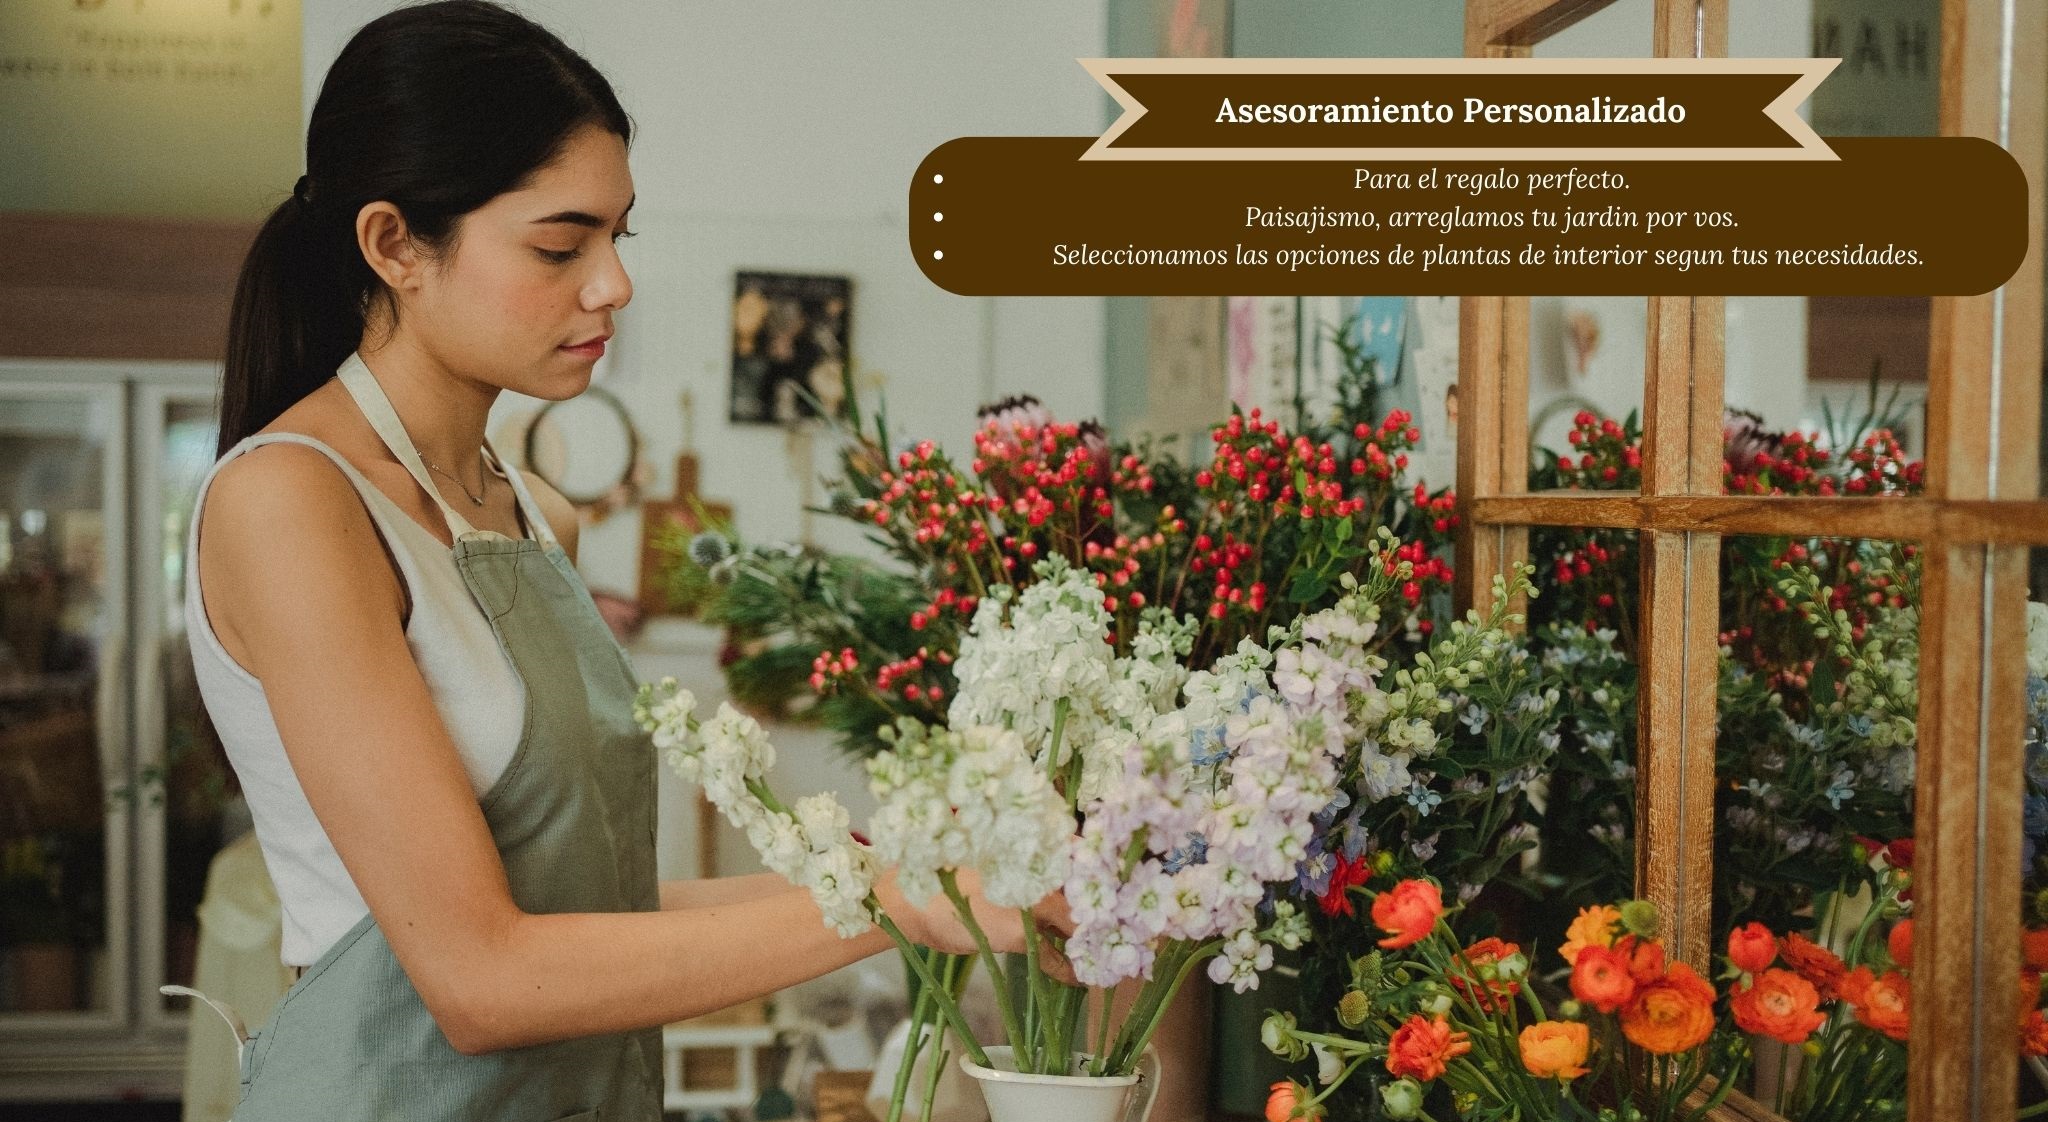 Asesoramiento Personalizado
Para el regalo perfecto.
Paisajismo, arreglamos tu jardin por vos.
Seleccionamos las opciones de plantas de interior segun tus necesidades.